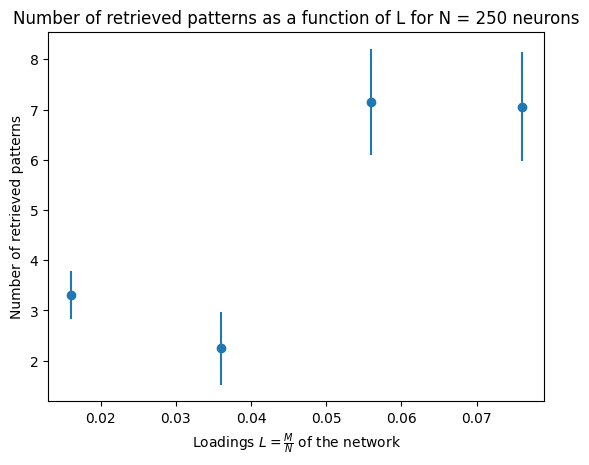 Number of retrieved patterns as a function of L for N = 250 neurons
Number of retrieved patterns
8
7
6
5
4
3
2
0.02 0.03 0.04 0.05 0.06 0.07
Loadings $L = \frac{M}{N}$ of the network